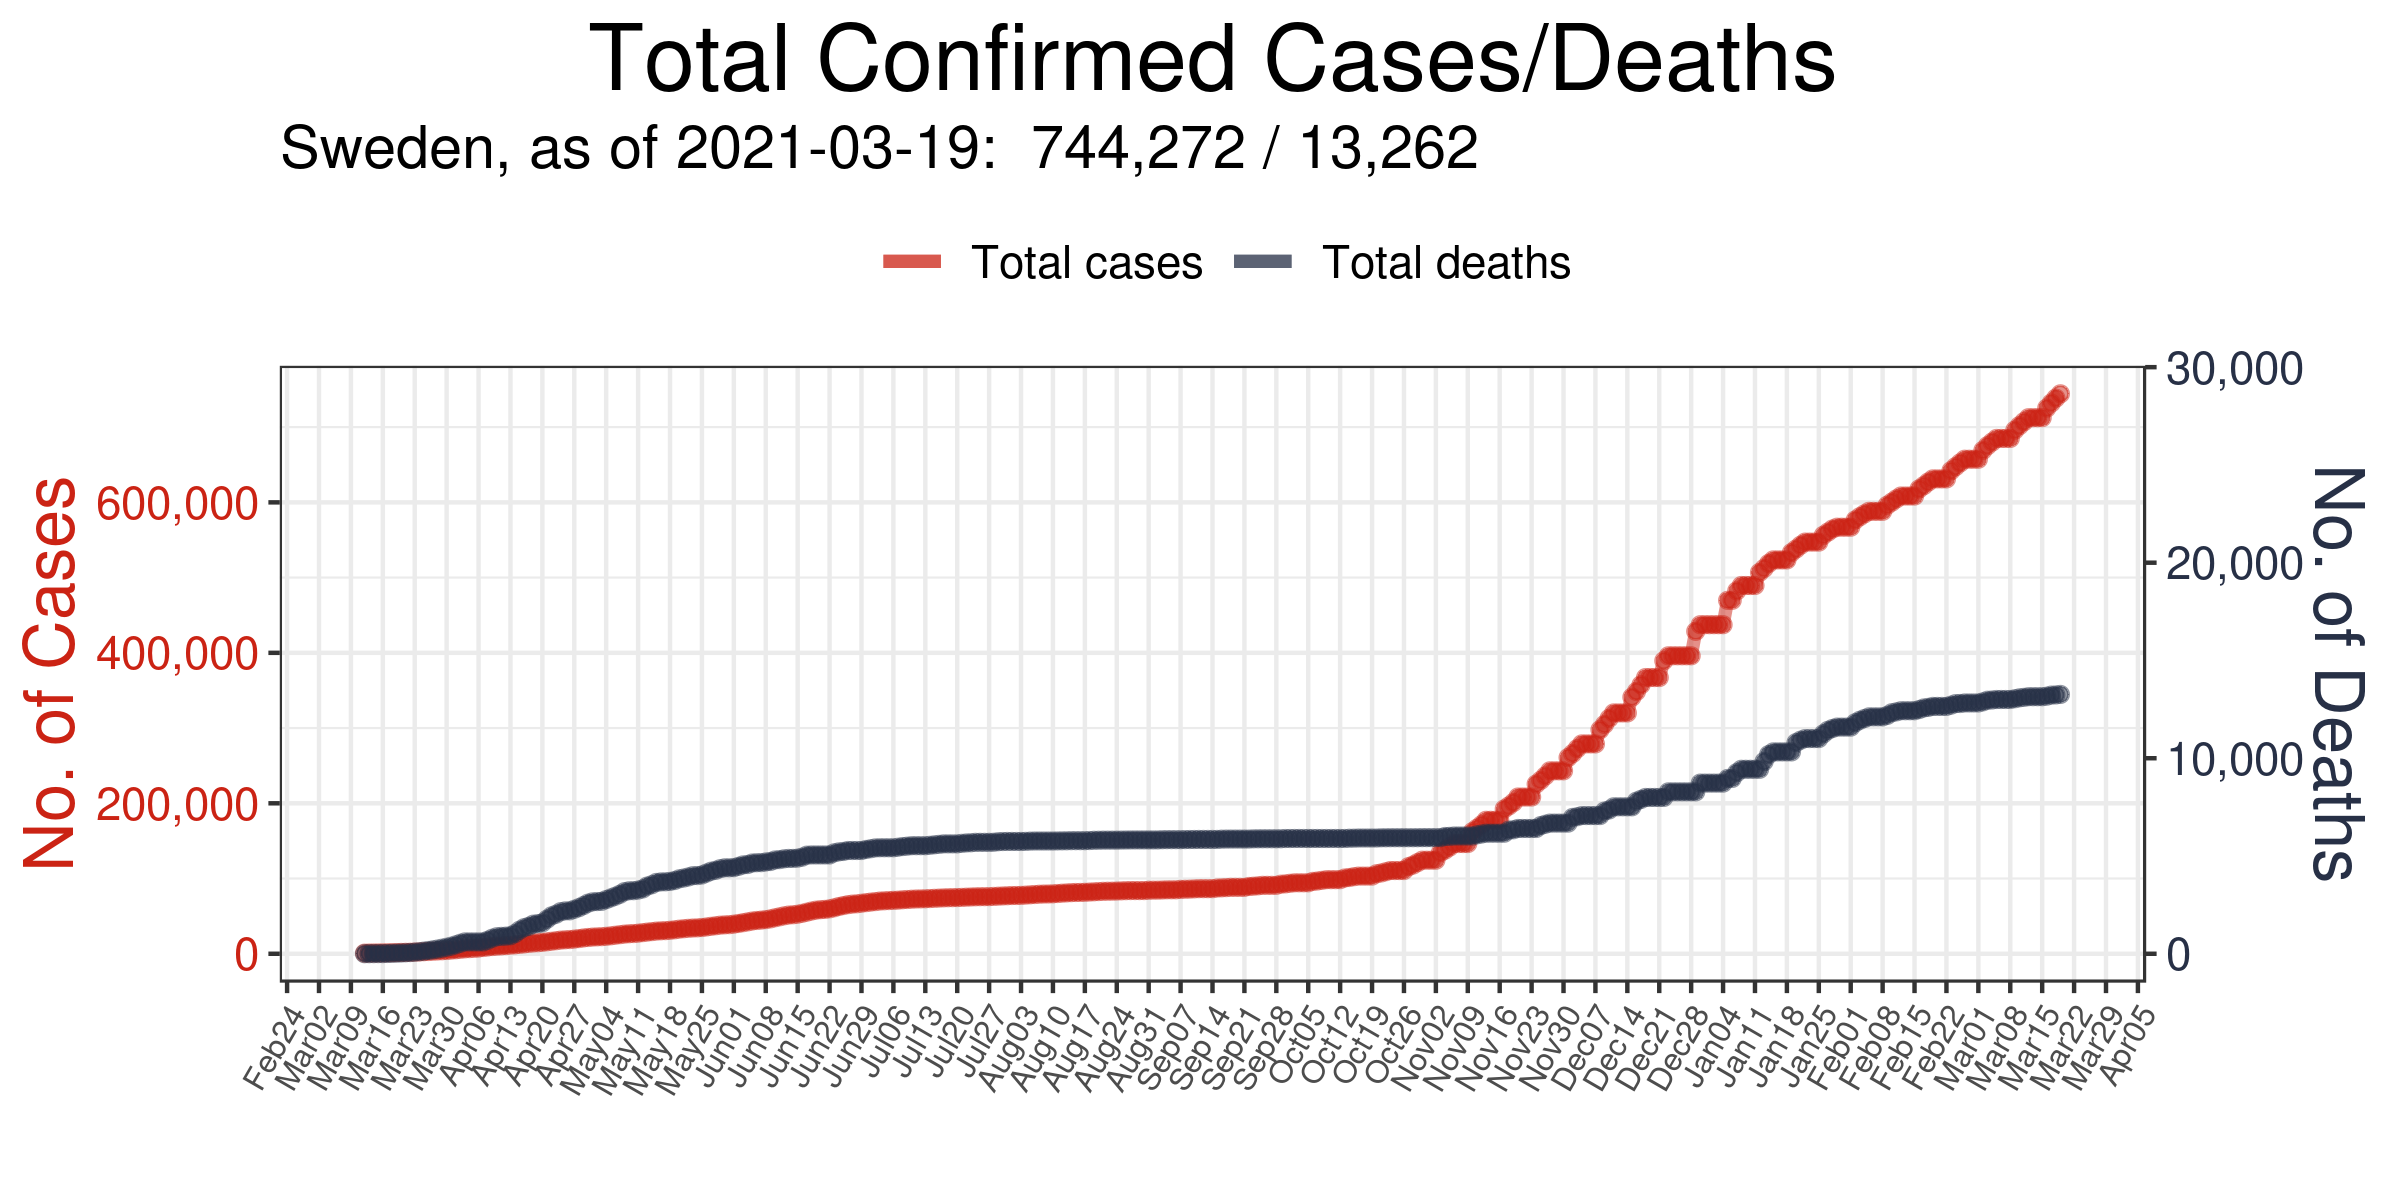 Total Confirmed Cases/Deaths
Sweden, as of 2021-03-19:  744,272 / 13,262
Total cases
Total deaths
No. of Cases
600,000
400,000
200,000
0
30,000
20,000
10,000
0
No. of Deaths
Feb24
Mar02
Mar09
Mar16
Mar23
Mar30
Apr06
Apr13
Apr20
Apr27
May04
May11
May18
May25
Jun01
Jun08
Jun15
Jun22
Jun29
Jul06
Jul13
Jul20
Jul27
Aug03
Aug10
Aug17
Aug24
Aug31
Sep07
Sep14
Sep21
Sep28
Oct05
Oct12
Oct19
Oct26
Nov02
Nov09
Nov16
Nov23
Nov30
Dec07
Dec14
Dec21
Dec28
Jan04
Jan11
Jan18
Jan25
Feb01
Feb08
Feb15
Feb22
Mar01
Mar08
Mar15
Mar22
Mar29
Apr05